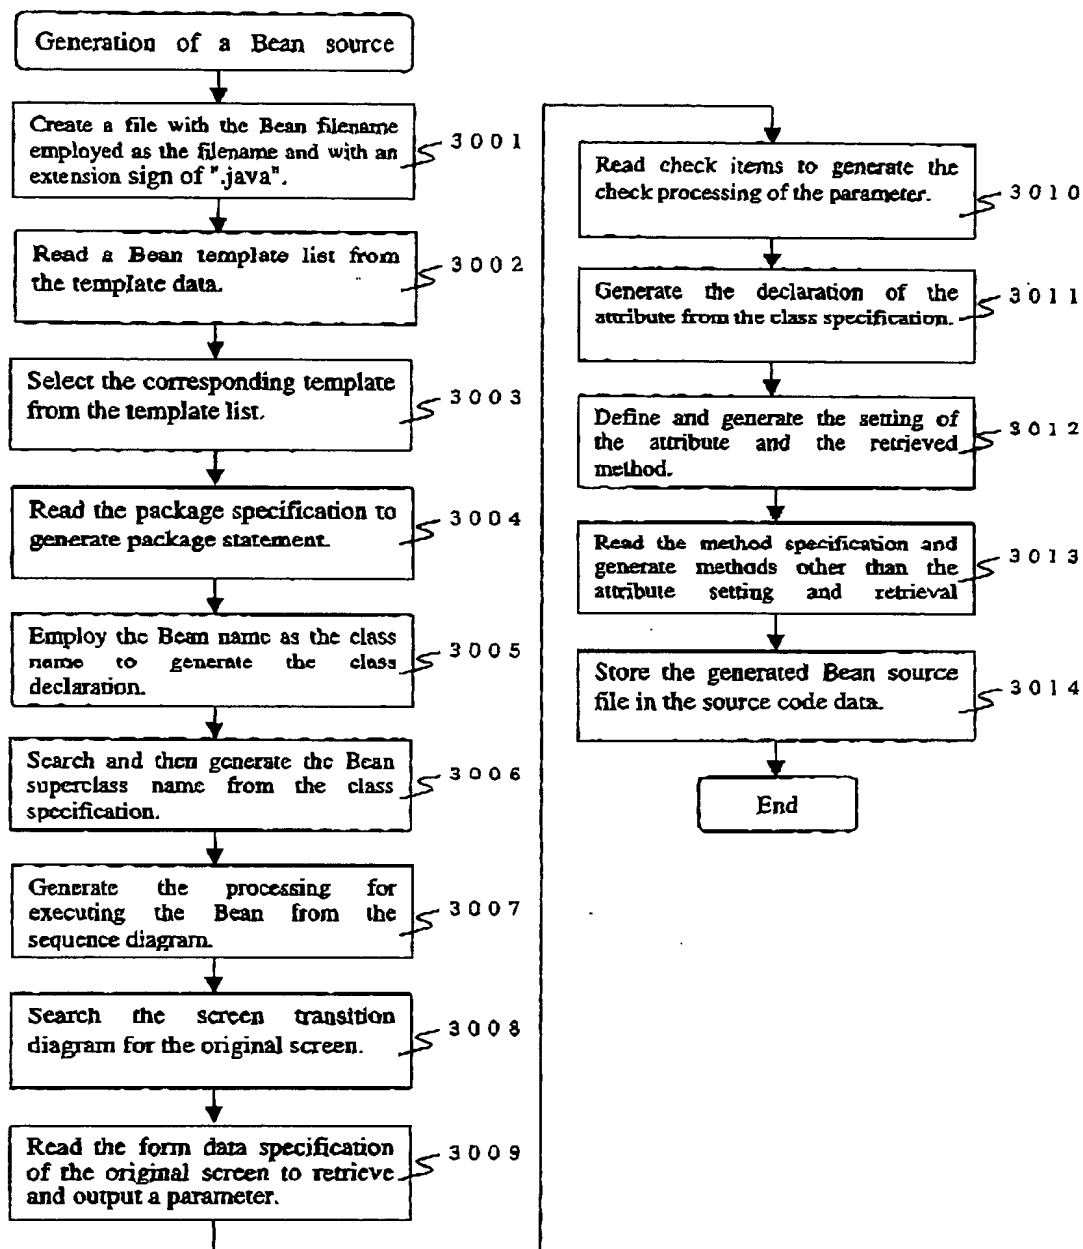 Generation of a Bean source
Create a file with the Bean filename
employed as the filename and with an
extension sign of ".java".
3001
Read a Bean template list from
the template data.
3002
Select the corresponding template
from the template list.
3003
Read the package specification to
generate package statement.
3004
Employ the Bean name as the class
name to generate the class
declaration.
3005
Search and then generate the Bean
superclass name from the class
specification.
3006
Generate the processing for
executing the Bean from the
sequence diagram.
3007
Search the screen transition
diagram for the original screen.
3008
Read the form data specification
of the original screen to retrieve
and output a parameter.
3009
Read check items to generate the
check processing of the parameter.
3010
Generate the declaration of the
attribute from the class specification.
3011
Define and generate the setting of
the attribute and the retrieved
method.
3012
Read the method specification and
generate methods other than the
attribute setting and retrieval
3013
Store the generated Bean source
file in the source code data.
3014
End